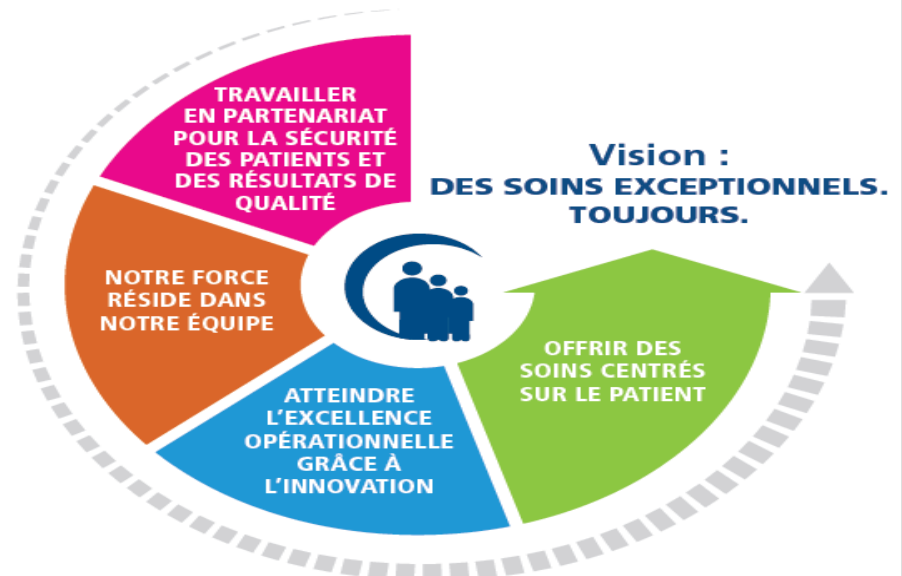 TRAVAILLER
EN PARTENARIAT
POUR LA SÉCURITÉ
DES PATIENTS ET
DES RÉSULTATS DE
QUALITÉ
Vision :
DES SOINS EXCEPTIONNELS.
TOUJOURS.
NOTRE FORCE
RÉSIDE DANS
NOTRE ÉQUIPE
ATTEINDRE
L’EXCELLENCE
OPÉRATIONNELLE
GRÂCE À
L’INNOVATION
OFFRIR DES
SOINS CENTRÉS
SUR LE PATIENT